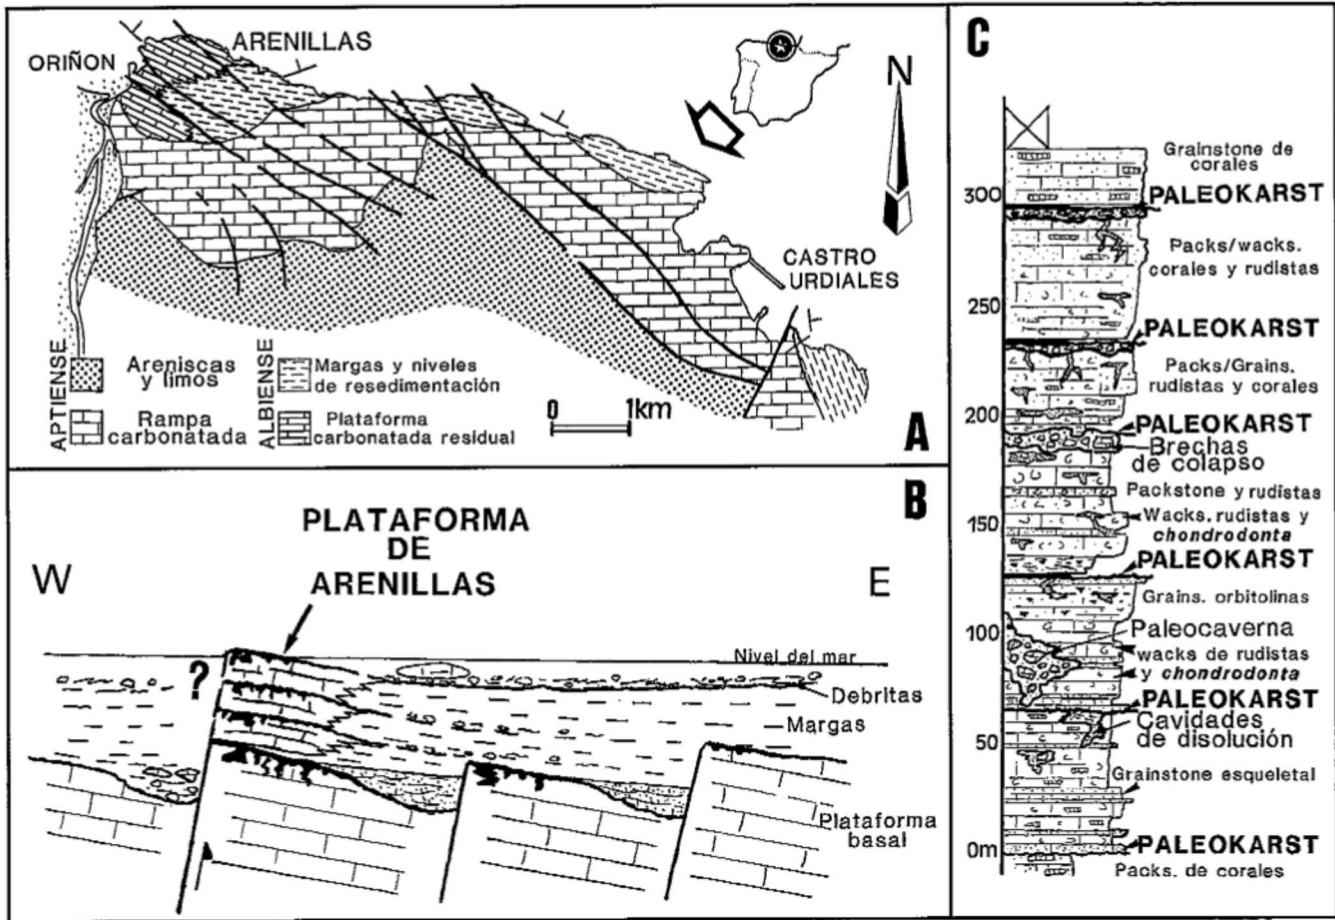 ARENILLAS
ORIÑON
N
CASTRO
URDIALES
APTIENSE
Areniscas
y limos
Rampa
carbonatada
ALBIENSE
Margas y niveles
de resedimentación
Plataforma
carbonatada residual
0 1km
A
B
PLATAFORMA
DE
ARENILLAS
W
E
?
Nivel del mar
Debritas
Margas
Plataforma
basal
C
Grainstone de
corales
300
PALEOKARST
Packs/wacks.
corales y rudistas
250
PALEOKARST
Packs/Grains.
rudistas y corales
200
PALEOKARST
Brechas
de colapso
Packstone y rudistas
150
Wacks. rudistas y
chondrodonta
PALEOKARST
Grains. orbitolinas
100
Paleocaverna
wacks de rudistas
y chondrodonta
PALEOKARST
Cavidades
de disolución
50
Grainstone esqueletal
0m
PALEOKARST
Packs. de corales